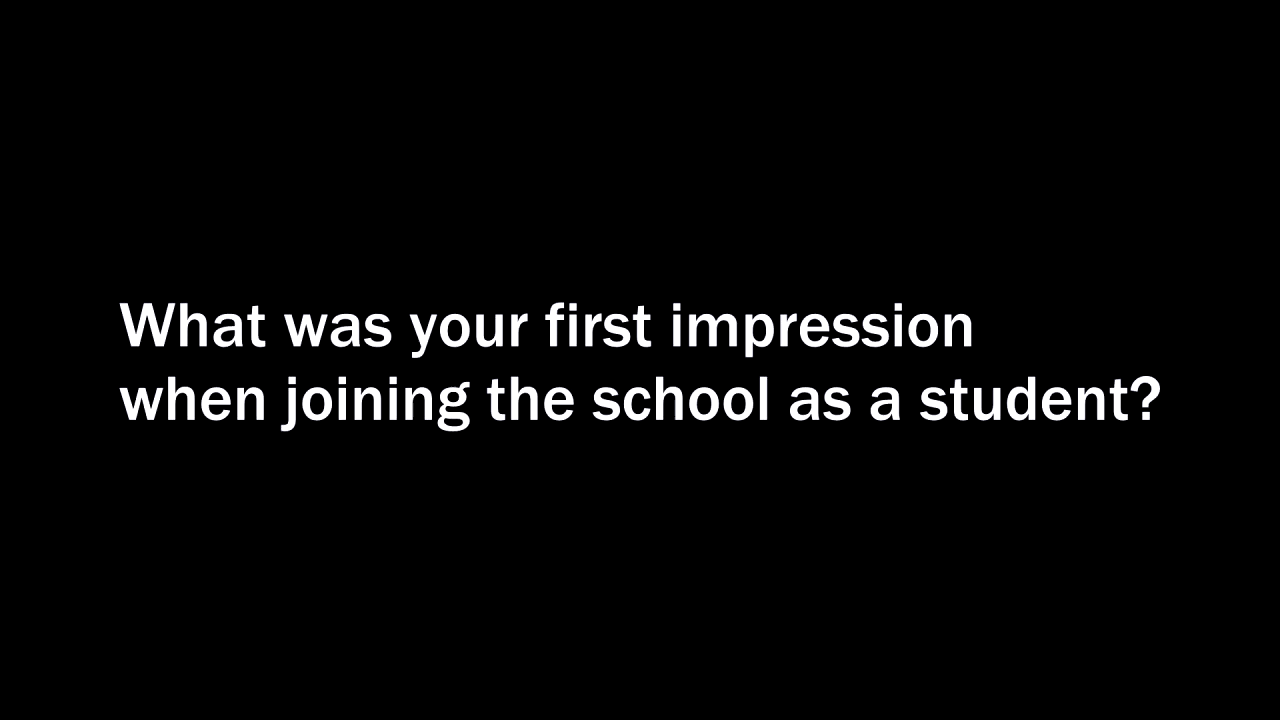 What was your first impression
when joining the school as a student?